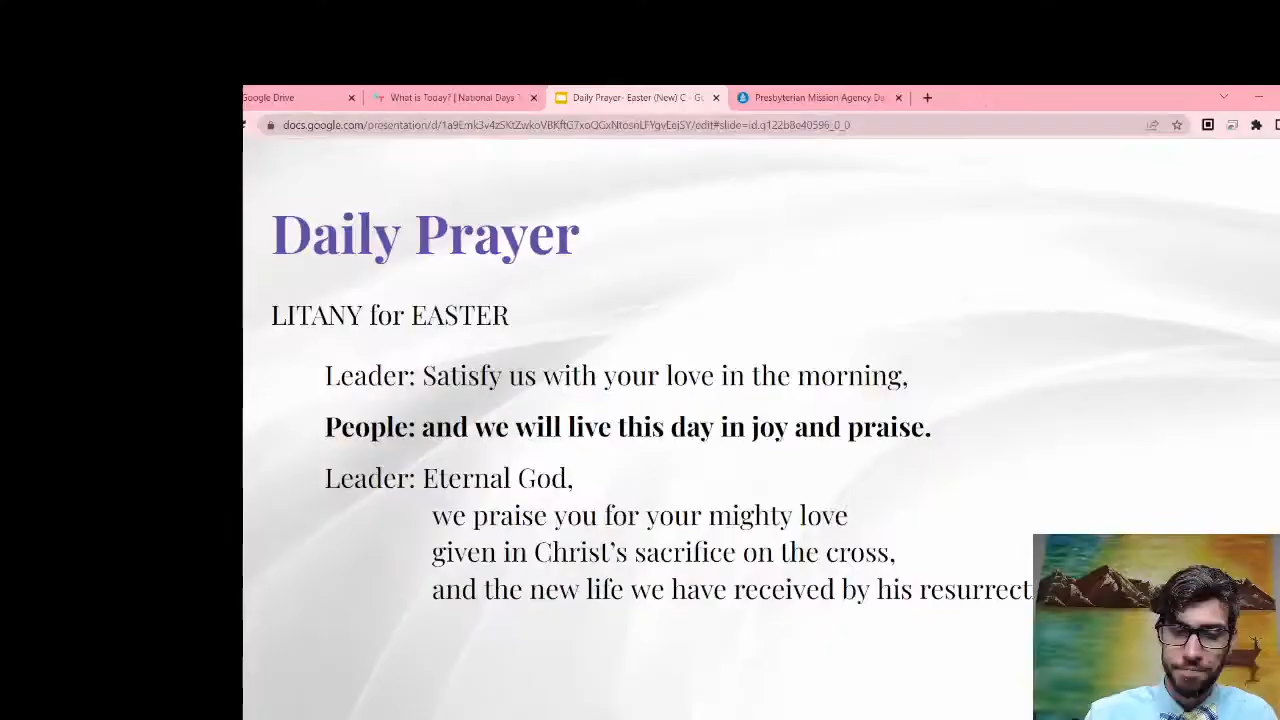 Google Drive
What is Today? | National Days
Daily Prayer- Easter (New) C - G
Presbyterian Mission Agency Da
Daily Prayer
LITANY for EASTER
Leader: Satisfy us with your love in the morning,
People: and we will live this day in joy and praise.
Leader: Eternal God,
we praise you for your mighty love
given in Christ’s sacrifice on the cross,
and the new life we have received by his resurrect